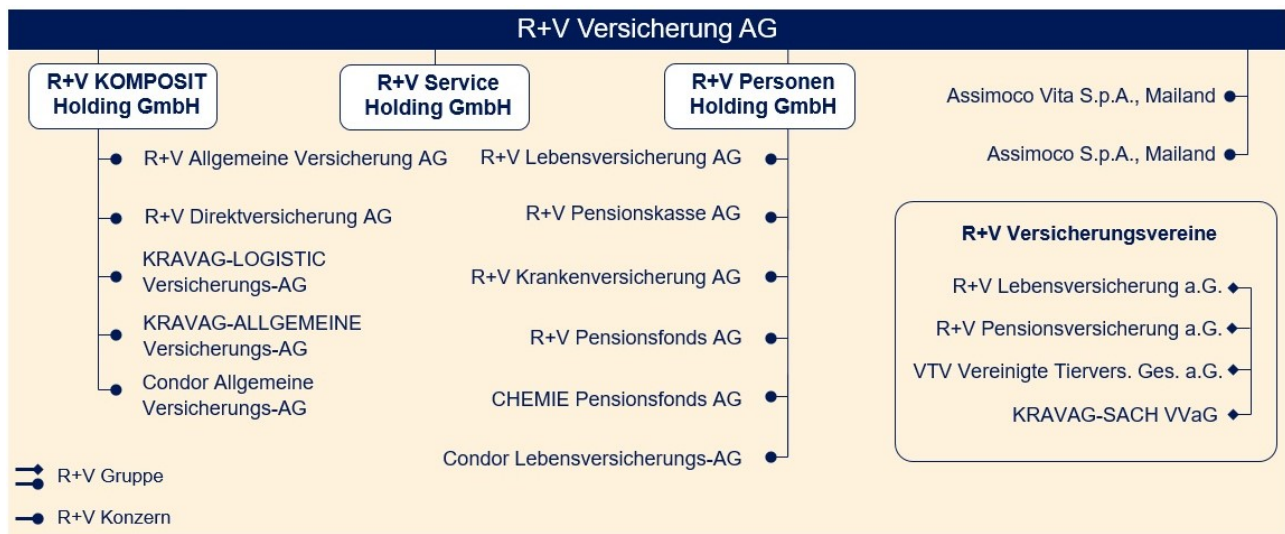 R+V Versicherung AG
R+V KOMPOSIT
Holding GmbH
R+V Allgemeine Versicherung AG
R+V Direktversicherung AG
KRAVAG-LOGISTIC
Versicherungs-AG
KRAVAG-ALLGEMEINE
Versicherungs-AG
Condor Allgemeine
Versicherungs-AG
R+V Service
Holding GmbH
R+V Personen
Holding GmbH
R+V Lebensversicherung AG
R+V Pensionskasse AG
R+V Krankenversicherung AG
R+V Pensionsfonds AG
CHEMIE Pensionsfonds AG
Condor Lebensversicherungs-AG
Assimoco Vita S.p.A., Mailand
Assimoco S.p.A., Mailand
R+V Versicherungsvereine
R+V Lebensversicherung a.G.
R+V Pensionsversicherung a.G.
VTV Vereinigte Tiervers. Ges. a.G.
KRAVAG-SACH VVaG
R+V Gruppe
R+V Konzern